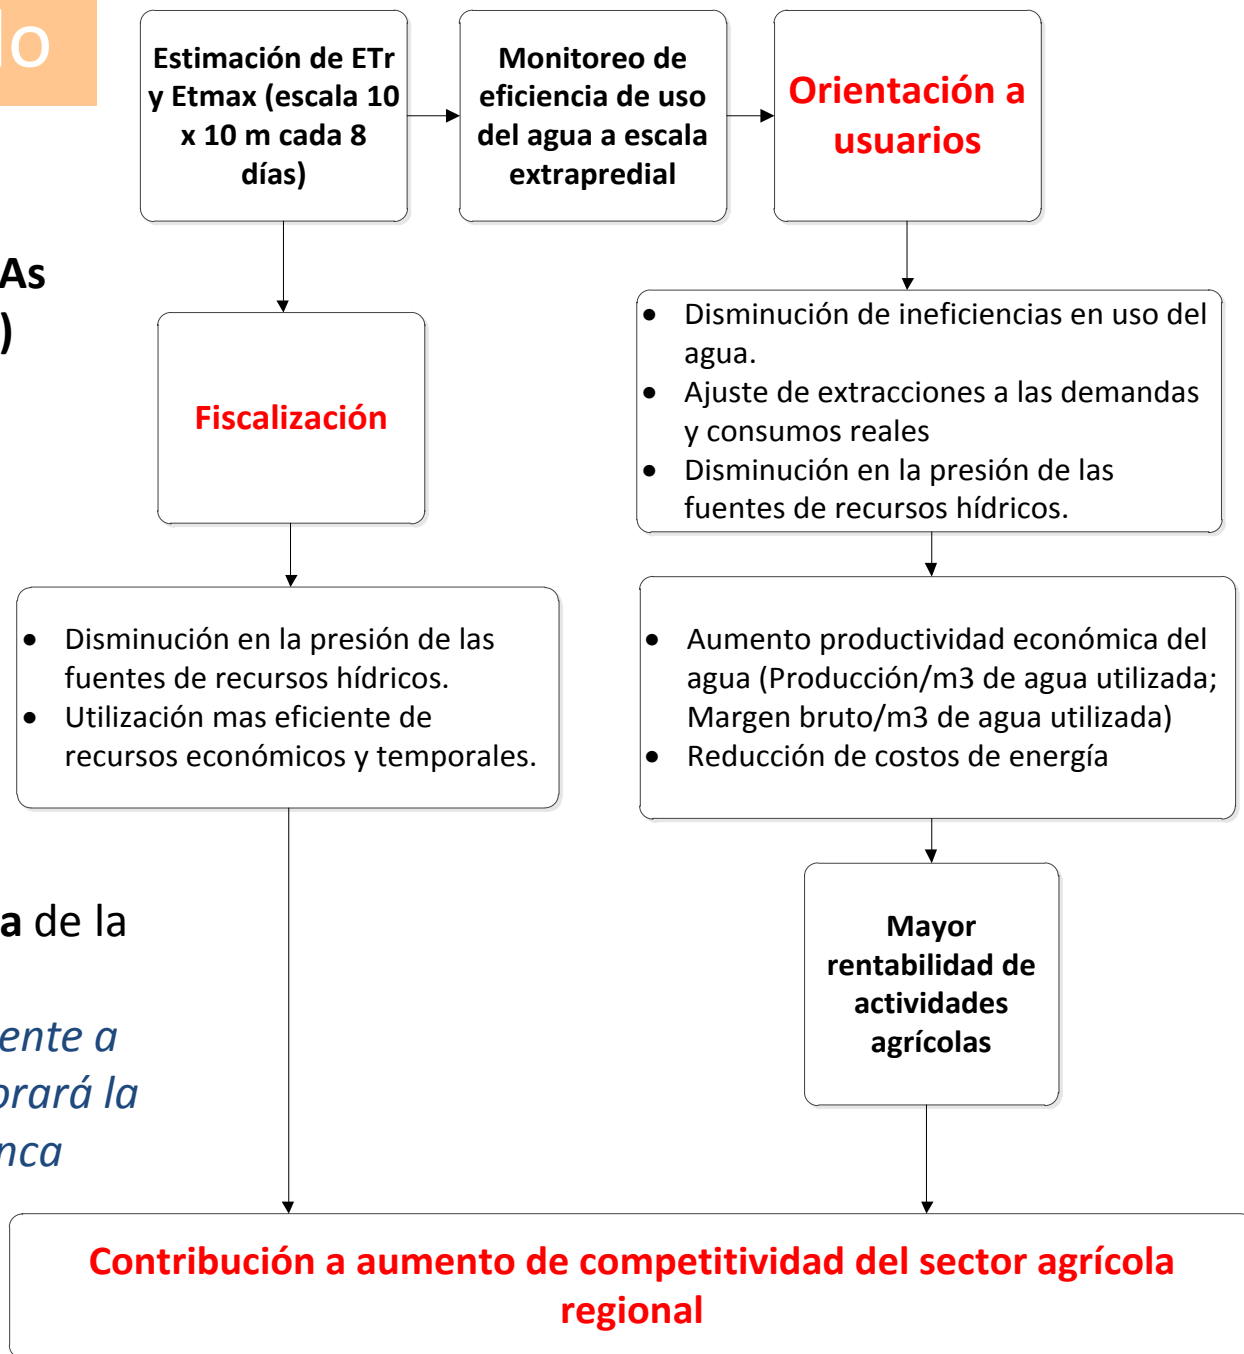 do
Estimación de ETr
y Etmax (escala 10
x 10 m cada 8
días)
Monitoreo de
eficiencia de uso
del agua a escala
extrapredial
Orientación a
usuarios
As
)
Fiscalización
• Disminución de ineficiencias en uso del
agua.
• Ajuste de extracciones a las demandas
y consumos reales
• Disminución en la presión de las
fuentes de recursos hídricos.
• Disminución en la presión de las
fuentes de recursos hídricos.
• Utilización mas eficiente de
recursos económicos y temporales.
• Aumento productividad económica del
agua (Producción/m3 de agua utilizada;
Margen bruto/m3 de agua utilizada)
• Reducción de costos de energía
a de la
ente a
orará la
nca
Mayor
rentabilidad de
actividades
agrícolas
Contribución a aumento de competitividad del sector agrícola
regional